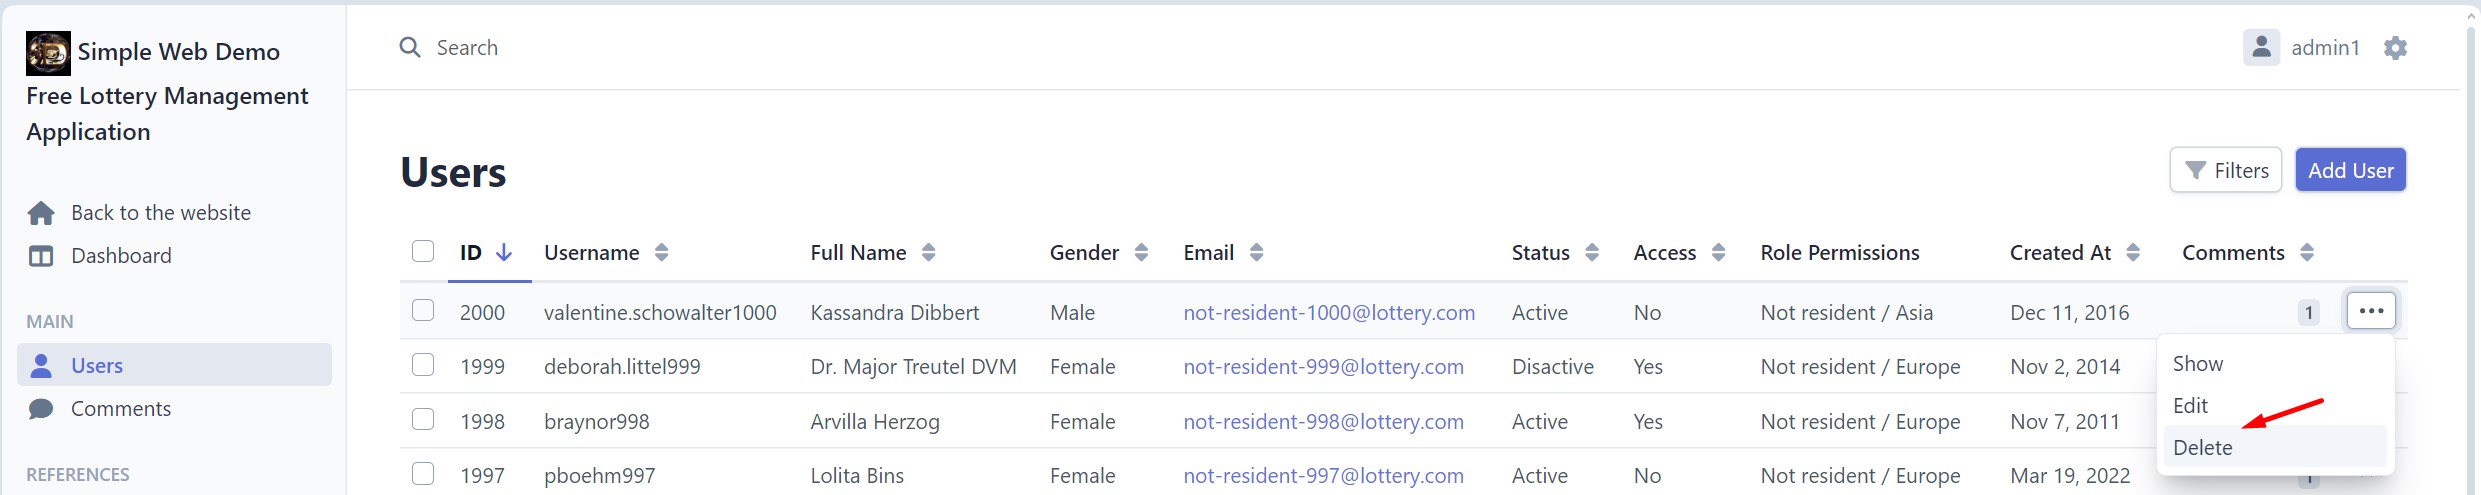 Simple Web Demo
Free Lottery Management
Application
Back to the website
Dashboard
MAIN
Users
Comments
REFERENCES
Search
admin1
Users
Filters
Add User
ID Username Full Name Gender Email Status Access Role Permissions Created At Comments
2000 valentine.schowalter1000 Kassandra Dibbert Male not-resident-1000@lottery.com Active No Not resident / Asia Dec 11, 2016 1
1999 deborah.littel999 Dr. Major Treutel DVM Female not-resident-999@lottery.com Disactive Yes Not resident / Europe Nov 2, 2014
1998 braynor998 Arvilla Herzog Female not-resident-998@lottery.com Active Yes Not resident / Europe Nov 7, 2011
1997 pboehm997 Lolita Bins Female not-resident-997@lottery.com Active No Not resident / Europe Mar 19, 2022
Show
Edit
Delete